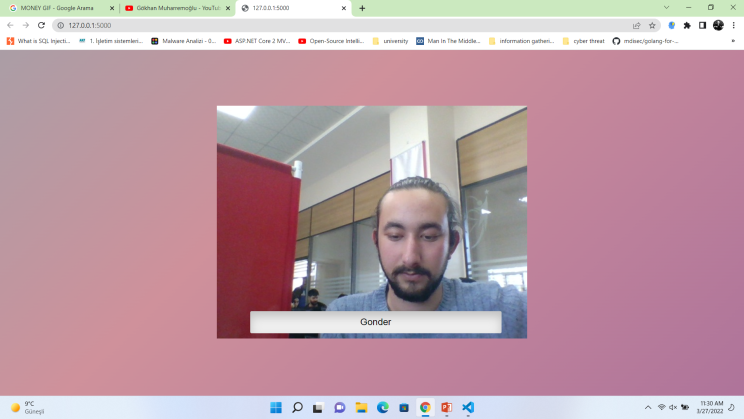 MONEY GIF - Google Arama
Gökhan Muharremoğlu - YouTub
127.0.0.1:5000
127.0.0.1:5000
What is SQL Injecti...
1. İşletim sistemleri...
Malware Analizi - 0...
ASP.NET Core 2 MV...
Open-Source Intelli...
university
Man In The Middle...
information gatheri...
cyber threat
mdisec/golang-for-...
»
Gonder
9°C
Güneşli
11:30 AM
3/27/2022